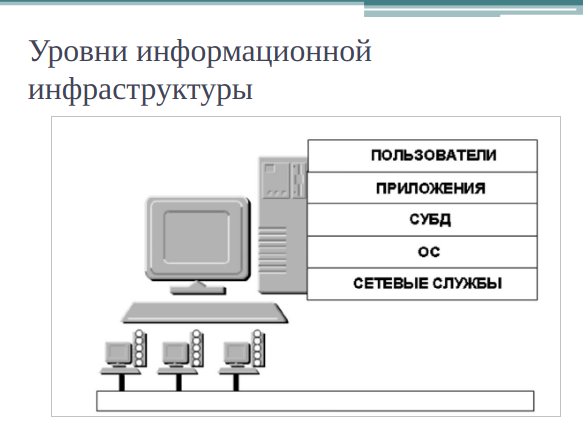 Уровни информационной
инфраструктуры
ПОЛЬЗОВАТЕЛИ
ПРИЛОЖЕНИЯ
СУБД
ОС
СЕТЕВЫЕ СЛУЖБЫ